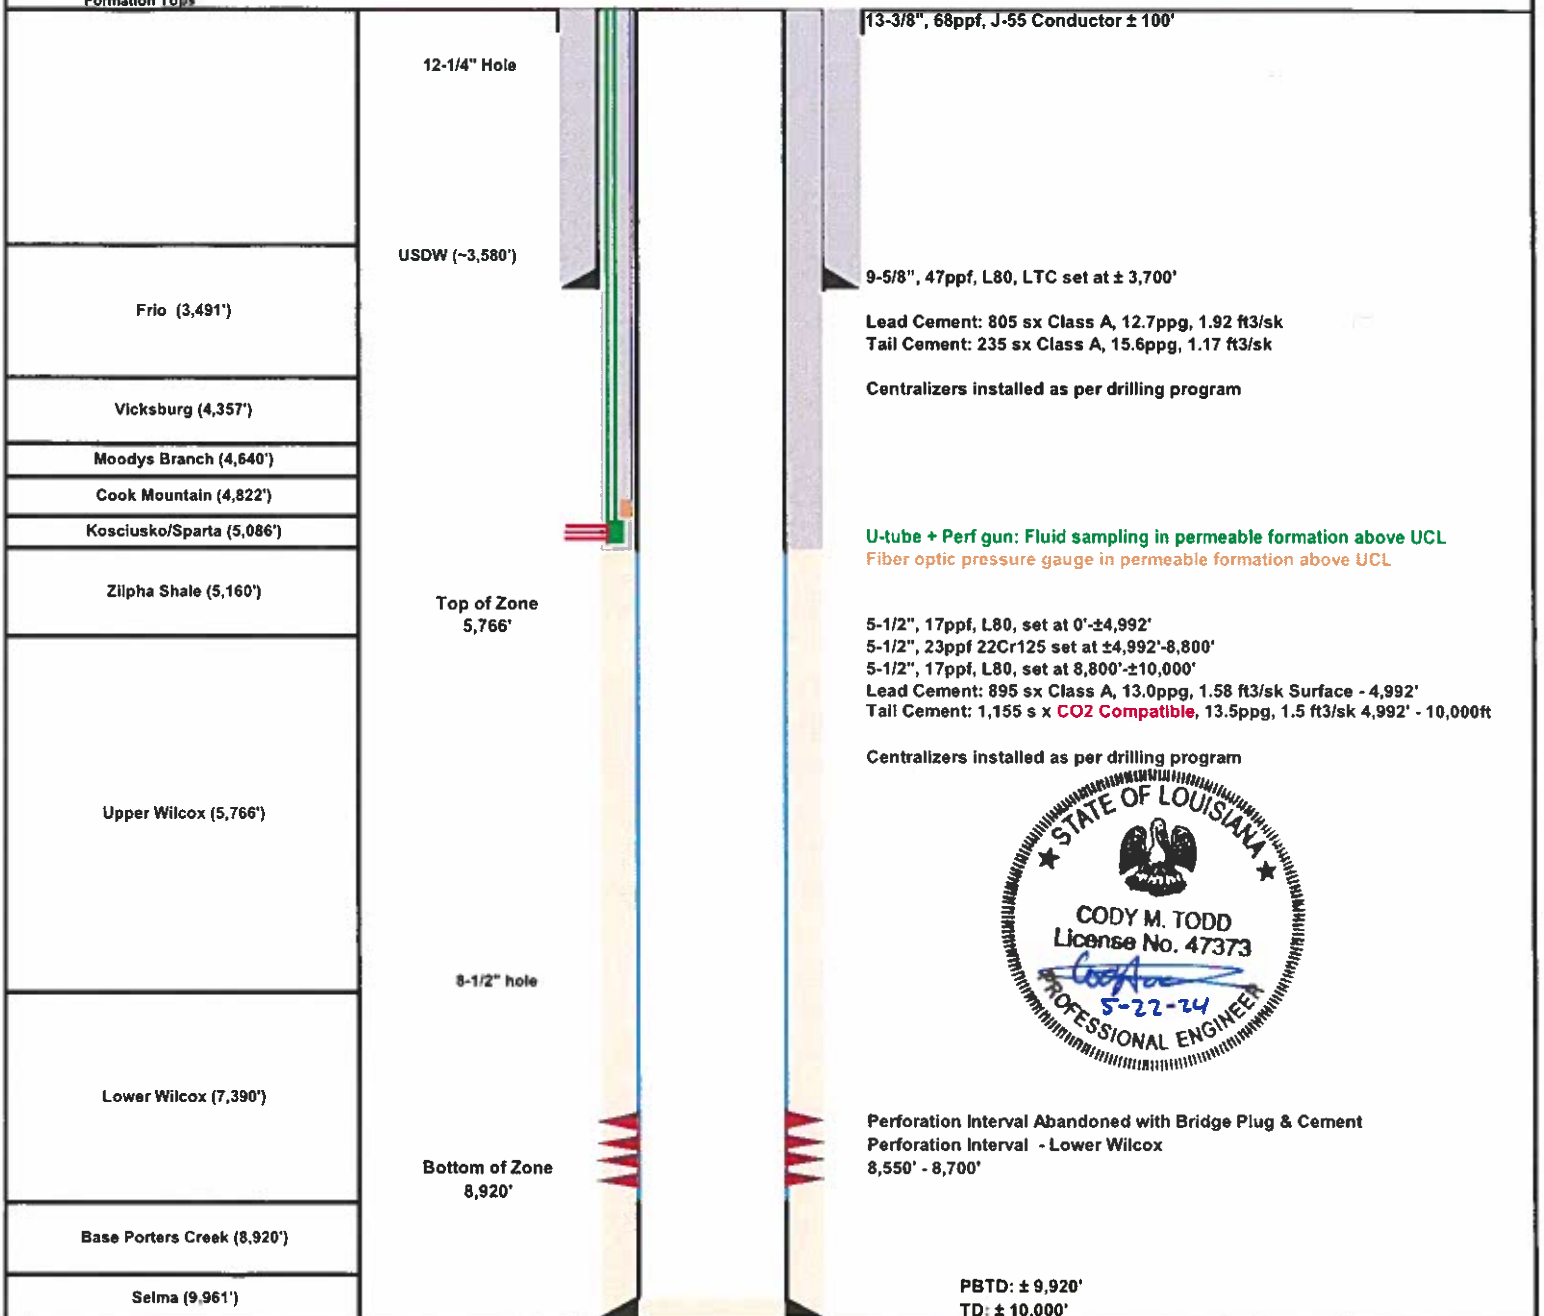 Formation Tops
13-3/8", 68ppf, J-55 Conductor ± 100'
12-1/4" Hole
USDW (~3,580')
9-5/8", 47ppf, L80, LTC set at ± 3,700'
Frio (3,491')
Lead Cement: 805 sx Class A, 12.7ppg, 1.92 ft3/sk
Tail Cement: 235 sx Class A, 15.6ppg, 1.17 ft3/sk
Centralizers installed as per drilling program
Vicksburg (4,357')
Moodys Branch (4,640')
Cook Mountain (4,822')
Kosciusko/Sparta (5,086')
U-tube + Perf gun: Fluid sampling in permeable formation above UCL
Fiber optic pressure gauge in permeable formation above UCL
Zilpha Shale (5,160')
Top of Zone
5,766'
5-1/2", 17ppf, L80, set at 0'-±4,992'
5-1/2", 23ppf 22Cr125 set at ±4,992'-8,800'
5-1/2", 17ppf, L80, set at 8,800'-±10,000'
Lead Cement: 895 sx Class A, 13.0ppg, 1.58 ft3/sk Surface - 4,992'
Tail Cement: 1,155 s x CO2 Compatible, 13.5ppg, 1.5 ft3/sk 4,992' - 10,000ft
Centralizers installed as per drilling program
Upper Wilcox (5,766')
STATE OF LOUISIANA
CODY M. TODD
License No. 47373
5-22-24
PROFESSIONAL ENGINEER
8-1/2" hole
Lower Wilcox (7,390')
Perforation Interval Abandoned with Bridge Plug & Cement
Perforation Interval - Lower Wilcox
8,550' - 8,700'
Bottom of Zone
8,920'
Base Porters Creek (8,920')
Selma (9,961')
PBTD: ± 9,920'
TD: ± 10,000'